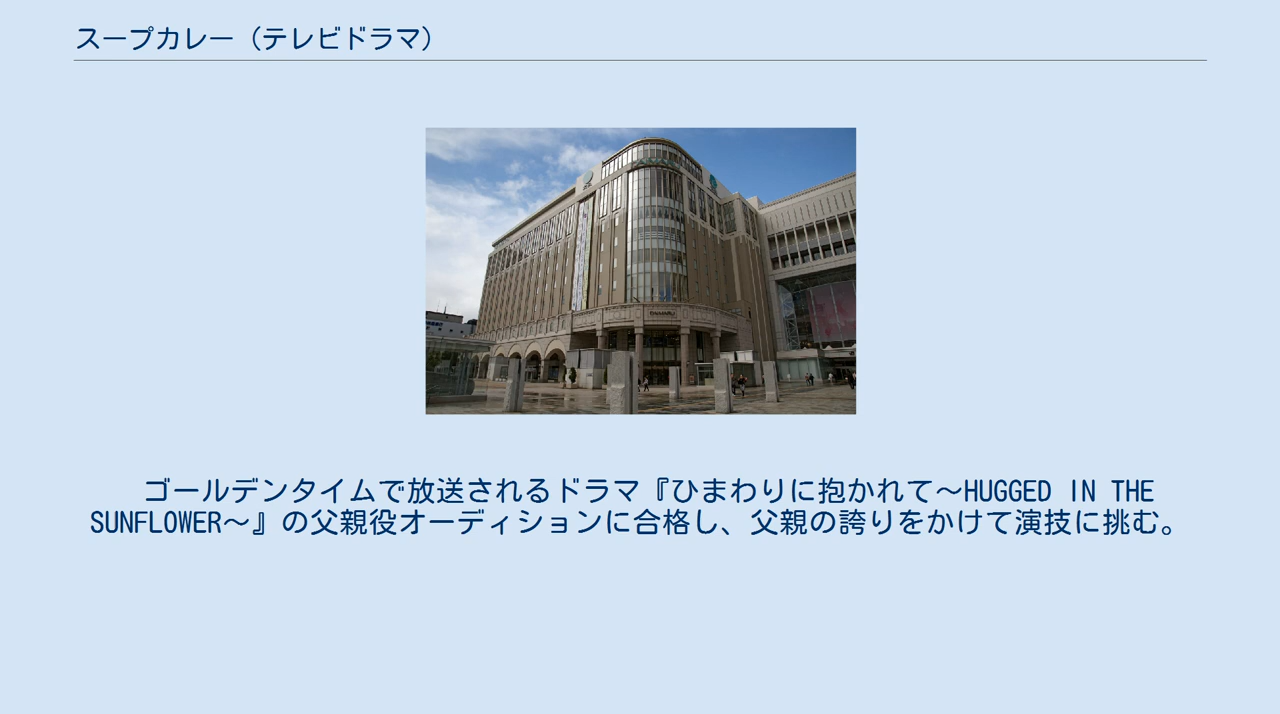 スープカレー（テレビドラマ）
ゴールデンタイムで放送されるドラマ『ひまわりに抱かれて～HUGGED IN THE
SUNFLOWER～』の父親役オーディションに合格し、父親の誇りをかけて演技に挑む。